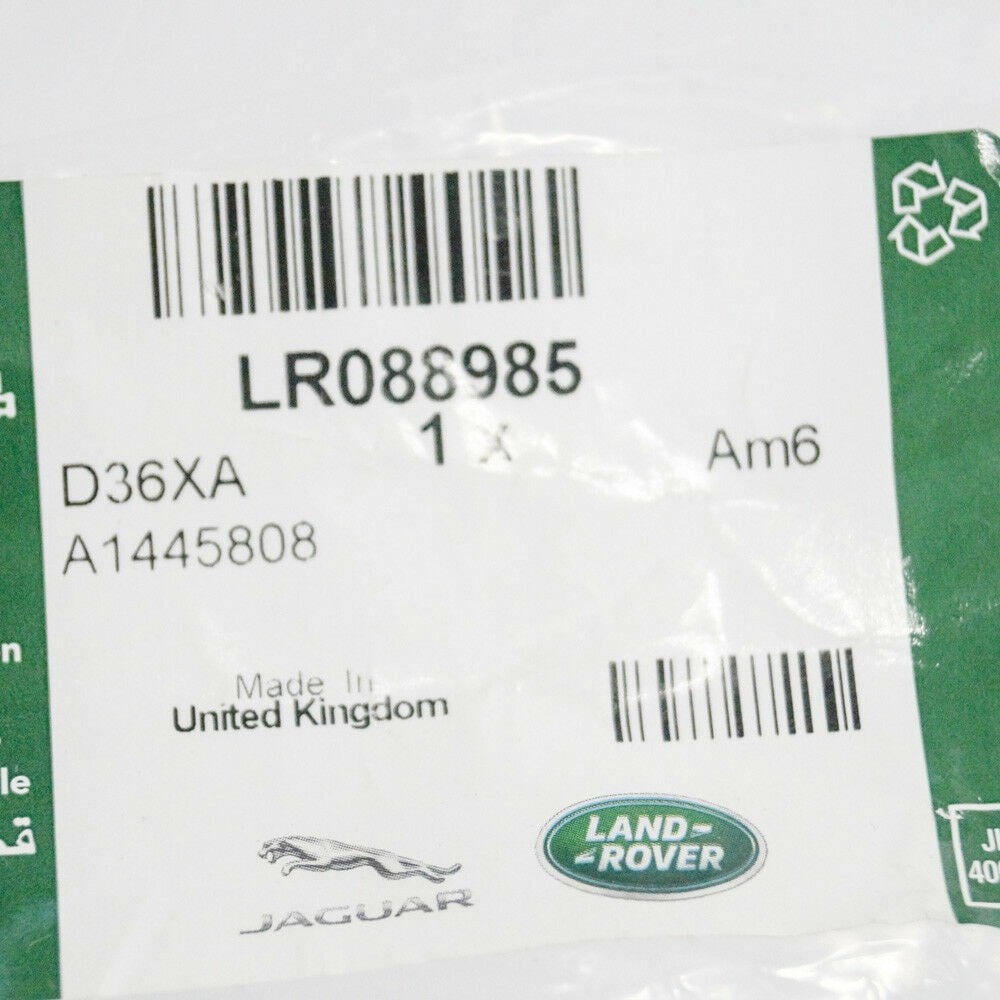 LR088985
1 X
D36XA
Am6
A1445808
Made In
United Kingdom
JAGUAR
LAND-
-ROVER